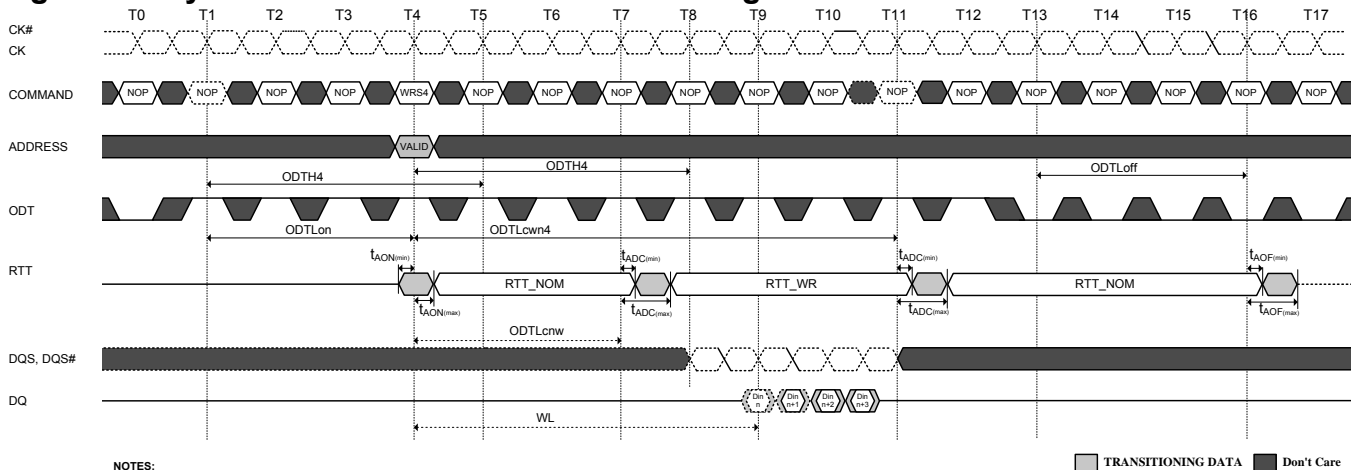 T0 T1 T2 T3 T4 T5 T6 T7 T8 T9 T10 T11 T12 T13 T14 T15 T16 T17
CK#
CK
COMMAND NOP NOP NOP NOP WRS4 NOP NOP NOP NOP NOP NOP NOP NOP NOP NOP NOP NOP NOP
ADDRESS VALID
ODTH4 ODTH4 ODTLoff
ODT
ODTLon ODTLcwn4
tAON(min) tADC(min) tADC(min) tAOF(min)
RTT RTT_NOM RTT_WR RTT_NOM
tAON(max) tADC(max) tADC(max) tAOF(max)
ODTLcnw
DQS, DQS#
DQ Din n Din n+1 Din n+2 Din n+3
WL
NOTES: TRANSITIONING DATA Don't Care